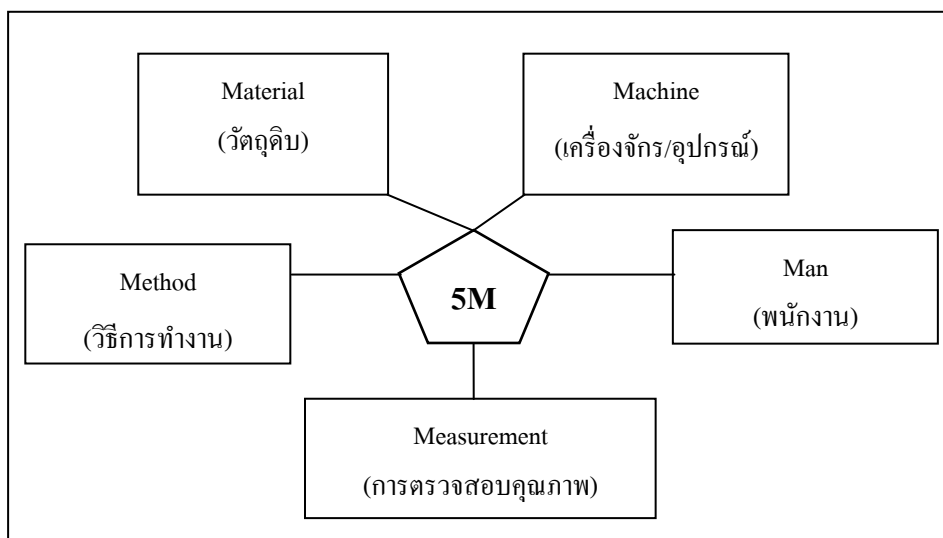 Material
(วัตถุดิบ)
Machine
(เครื่องจักร/อุปกรณ์)
Method
(วิธีการทำงาน)
5M
Man
(พนักงาน)
Measurement
(การตรวจสอบคุณภาพ)